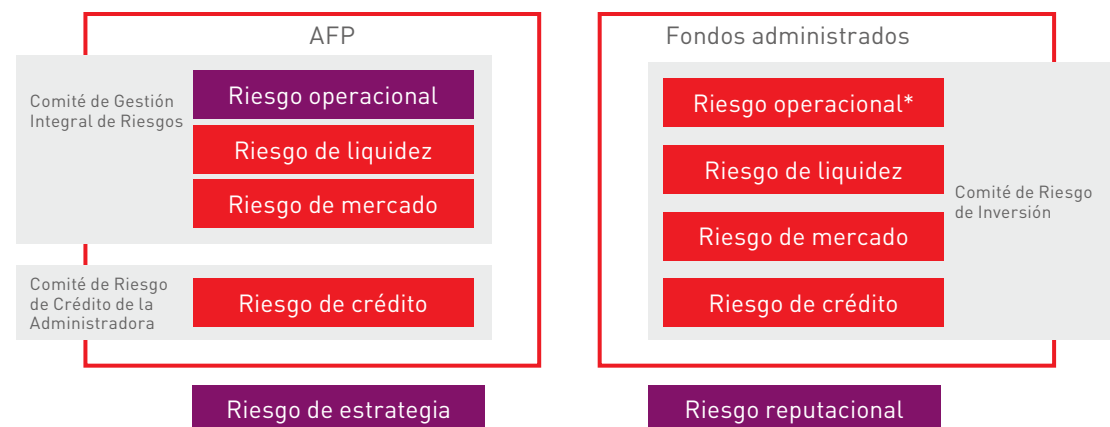 AFP
Comité de Gestión
Integral de Riesgos
Riesgo operacional
Riesgo de liquidez
Riesgo de mercado
Comité de Riesgo
de Crédito de la
Administradora
Riesgo de crédito
Riesgo de estrategia
Fondos administrados
Riesgo operacional*
Riesgo de liquidez
Riesgo de mercado
Riesgo de crédito
Comité de Riesgo
de Inversión
Riesgo reputacional